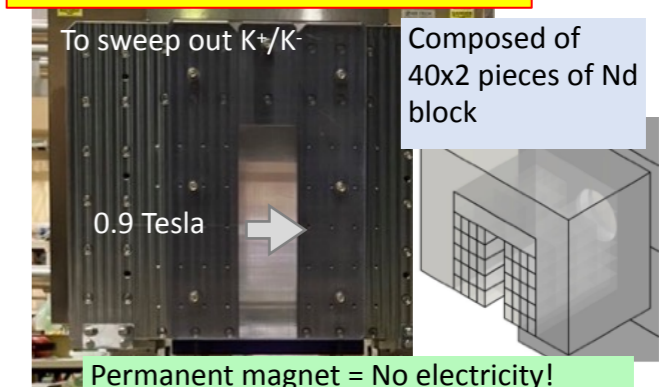 To sweep out K⁺/K⁻
Composed of
40x2 pieces of Nd
block
0.9 Tesla
Permanent magnet = No electricity!